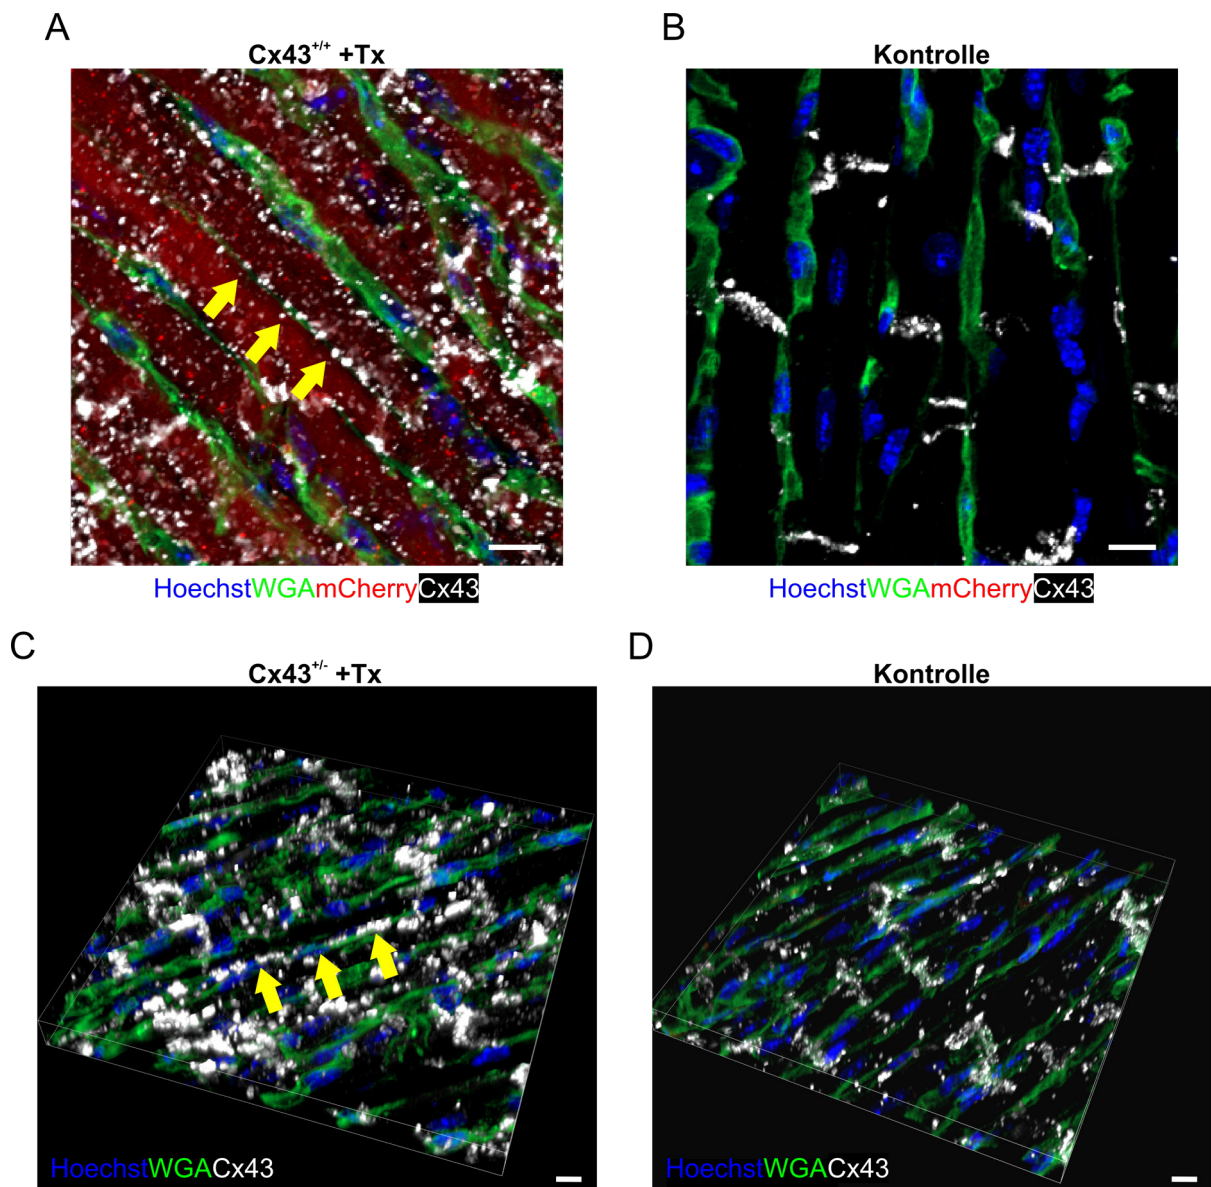 A
Cx43+/+ +Tx
HoechstWGAmCherryCx43
B
Kontrolle
HoechstWGAmCherryCx43
C
Cx43+/- +Tx
HoechstWGACx43
D
Kontrolle
HoechstWGACx43